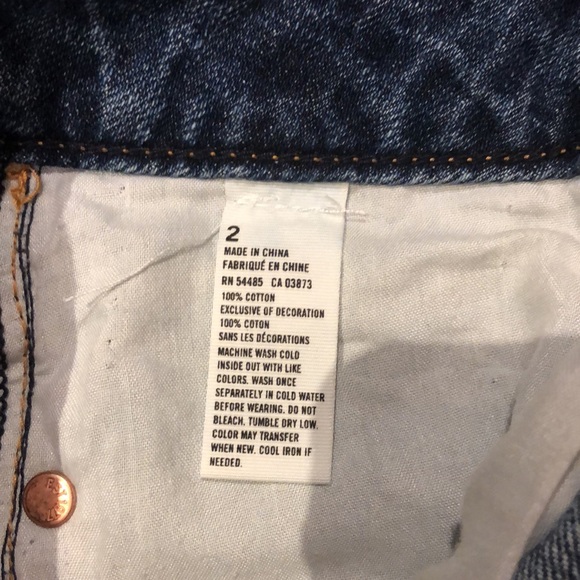 2
MADE IN CHINA
FABRIQUÉ EN CHINE
RN 54485 CA 03873
100% COTTON
EXCLUSIVE OF DECORATION
100% COTON
SANS LES DÉCORATIONS
MACHINE WASH COLD
INSIDE OUT WITH LIKE
COLORS. WASH ONCE
SEPARATELY IN COLD WATER
BEFORE WEARING. DO NOT
BLEACH. TUMBLE DRY LOW.
COLOR MAY TRANSFER
WHEN NEW. COOL IRON IF
NEEDED.